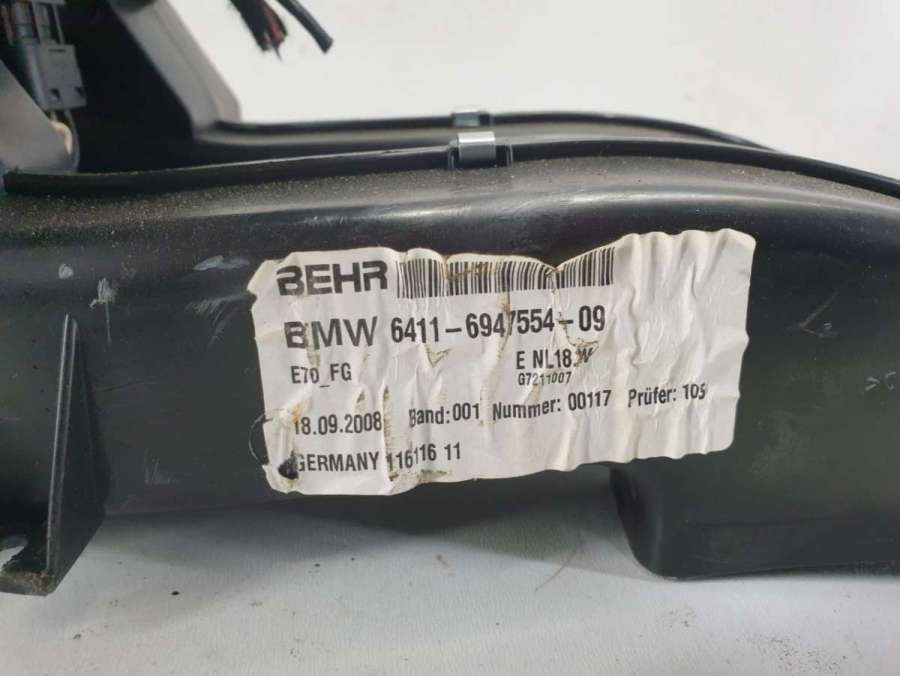 BEHR
BMW 6411-6947554-09
E70_FG E NL18.W
G7211007
18.09.2008 Band:001 Nummer: 00117 Prüfer: 109
GERMANY 116116 11